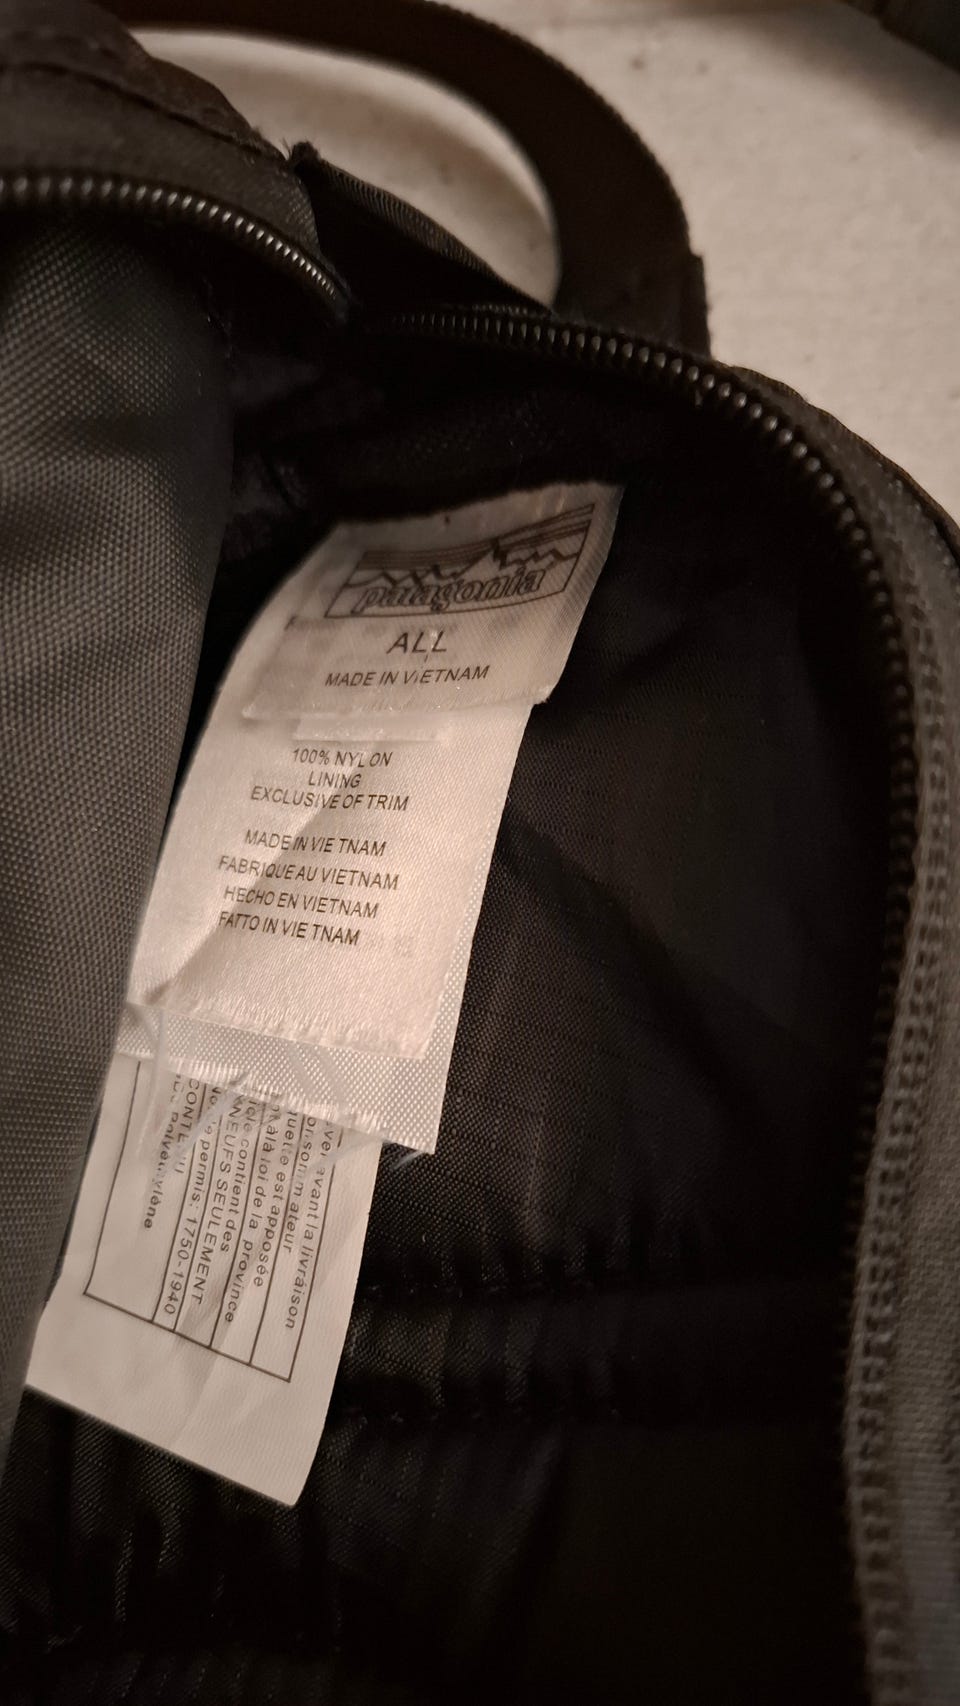 patagonia
ALL
MADE IN VIETNAM
100% NYLON
LINING
EXCLUSIVE OF TRIM
MADE IN VIE TNAM
FABRIQUE AU VIETNAM
HECHO EN VIETNAM
FATTO IN VIE TNAM
avant la livraison
ateur
est apposée
à la loi de la province
contient des
NEUFS SEULEMENT
permis: 1750-1940
CONTENU